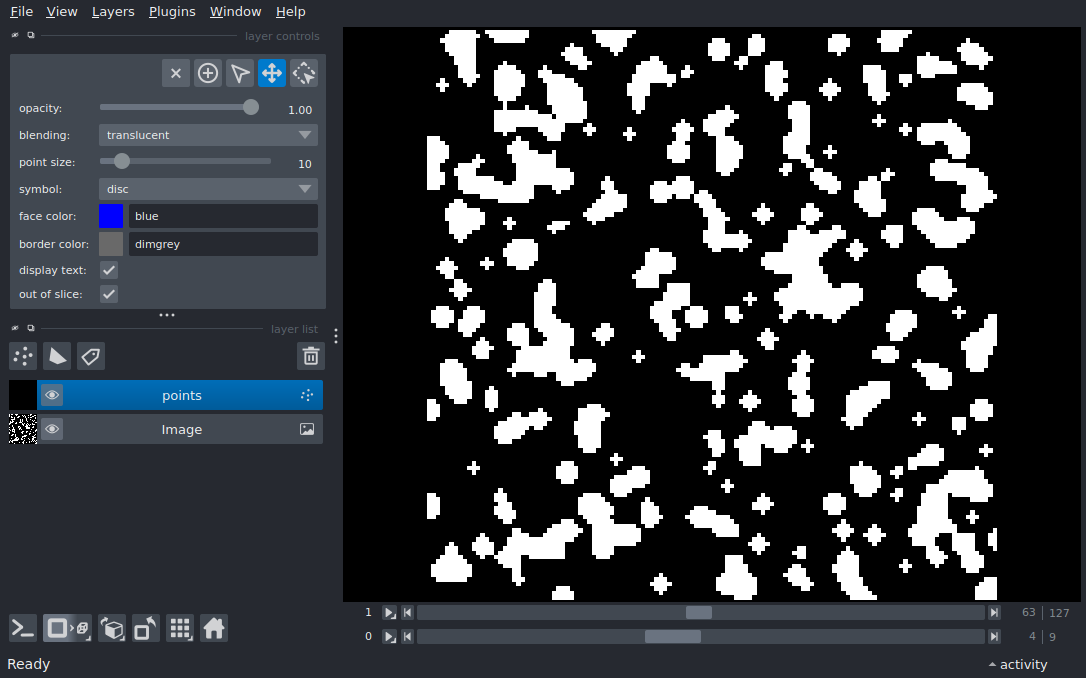 File View Layers Plugins Window Help
layer controls
opacity: 1.00
blending: translucent
point size: 10
symbol: disc
face color: blue
border color: dimgrey
display text:
out of slice:
layer list
points
Image
1 63 127
0 4 9
Ready activity